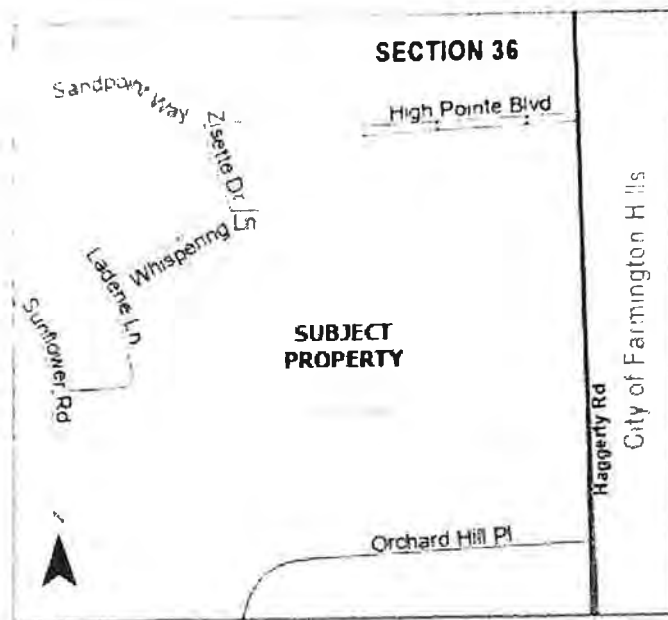 SECTION 36
Sandpoint Way
High Pointe Blvd
Zisette Dr
Whispering Ln
Ladene Ln
Sunflower Rd
SUBJECT
PROPERTY
Haggerty Rd
City of Farmington Hills
Orchard Hill Pl